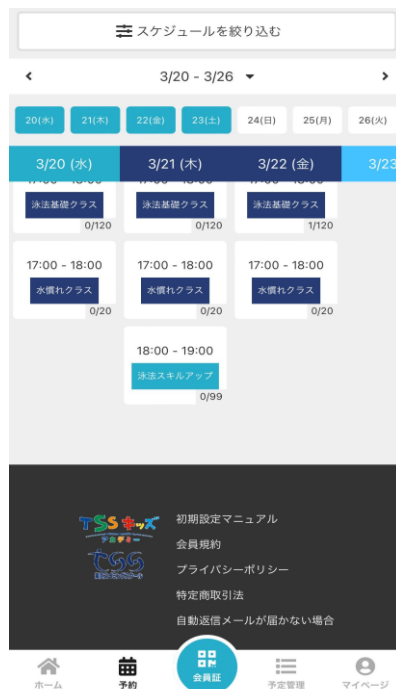 スケジュールを絞り込む
3/20 - 3/26
20(水) 21(木) 22(金) 23(土) 24(日) 25(月) 26(火)
3/20 (水) 3/21 (木) 3/22 (金) 3/23
泳法基礎クラス 泳法基礎クラス 泳法基礎クラス
0/120 0/120 1/120
17:00 - 18:00 17:00 - 18:00 17:00 - 18:00
水慣れクラス 水慣れクラス 水慣れクラス
0/20 0/20 0/20
18:00 - 19:00
泳法スキルアップ
0/99
TSSキッズ
アカデミー
初期設定マニュアル
会員規約
プライバシーポリシー
特定商取引法
自動返信メールが届かない場合
ホーム 予約 会員証 予定管理 マイページ